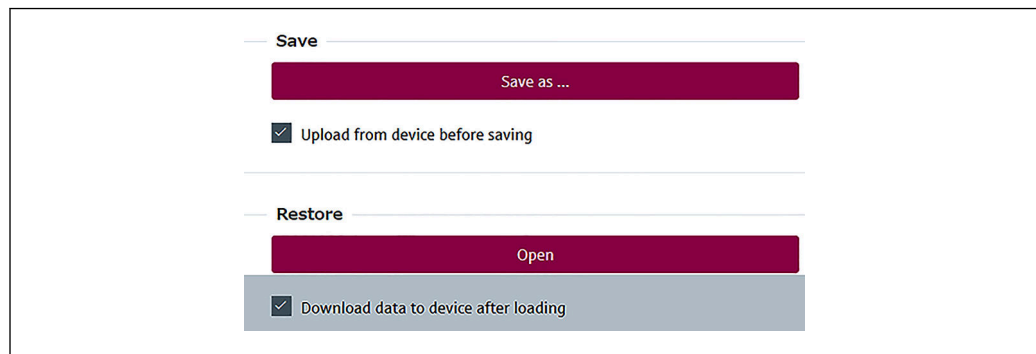 Save
Save as ...
Upload from device before saving
Restore
Open
Download data to device after loading